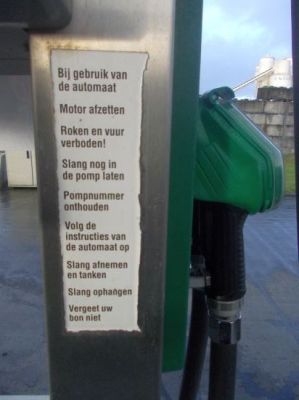 Bij gebruik van
de automaat
Motor afzetten
Roken en vuur
verboden!
Slang nog in
de pomp laten
Pompnummer
onthouden
Volg de
instructies van
de automaat op
Slang afnemen
en tanken
Slang ophangen
Vergeet uw
bon niet